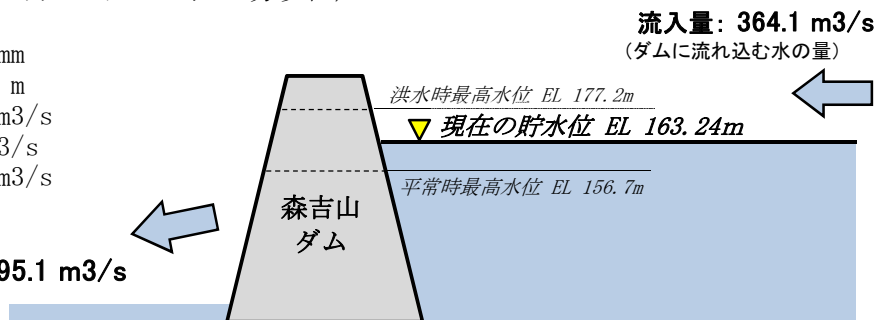 mm
m
m3/s
m3/s
m3/s
流入量: 364.1 m3/s
(ダムに流れ込む水の量)
洪水時最高水位 EL 177.2m
現在の貯水位 EL 163.24m
平常時最高水位 EL 156.7m
森吉山
ダム
95.1 m3/s